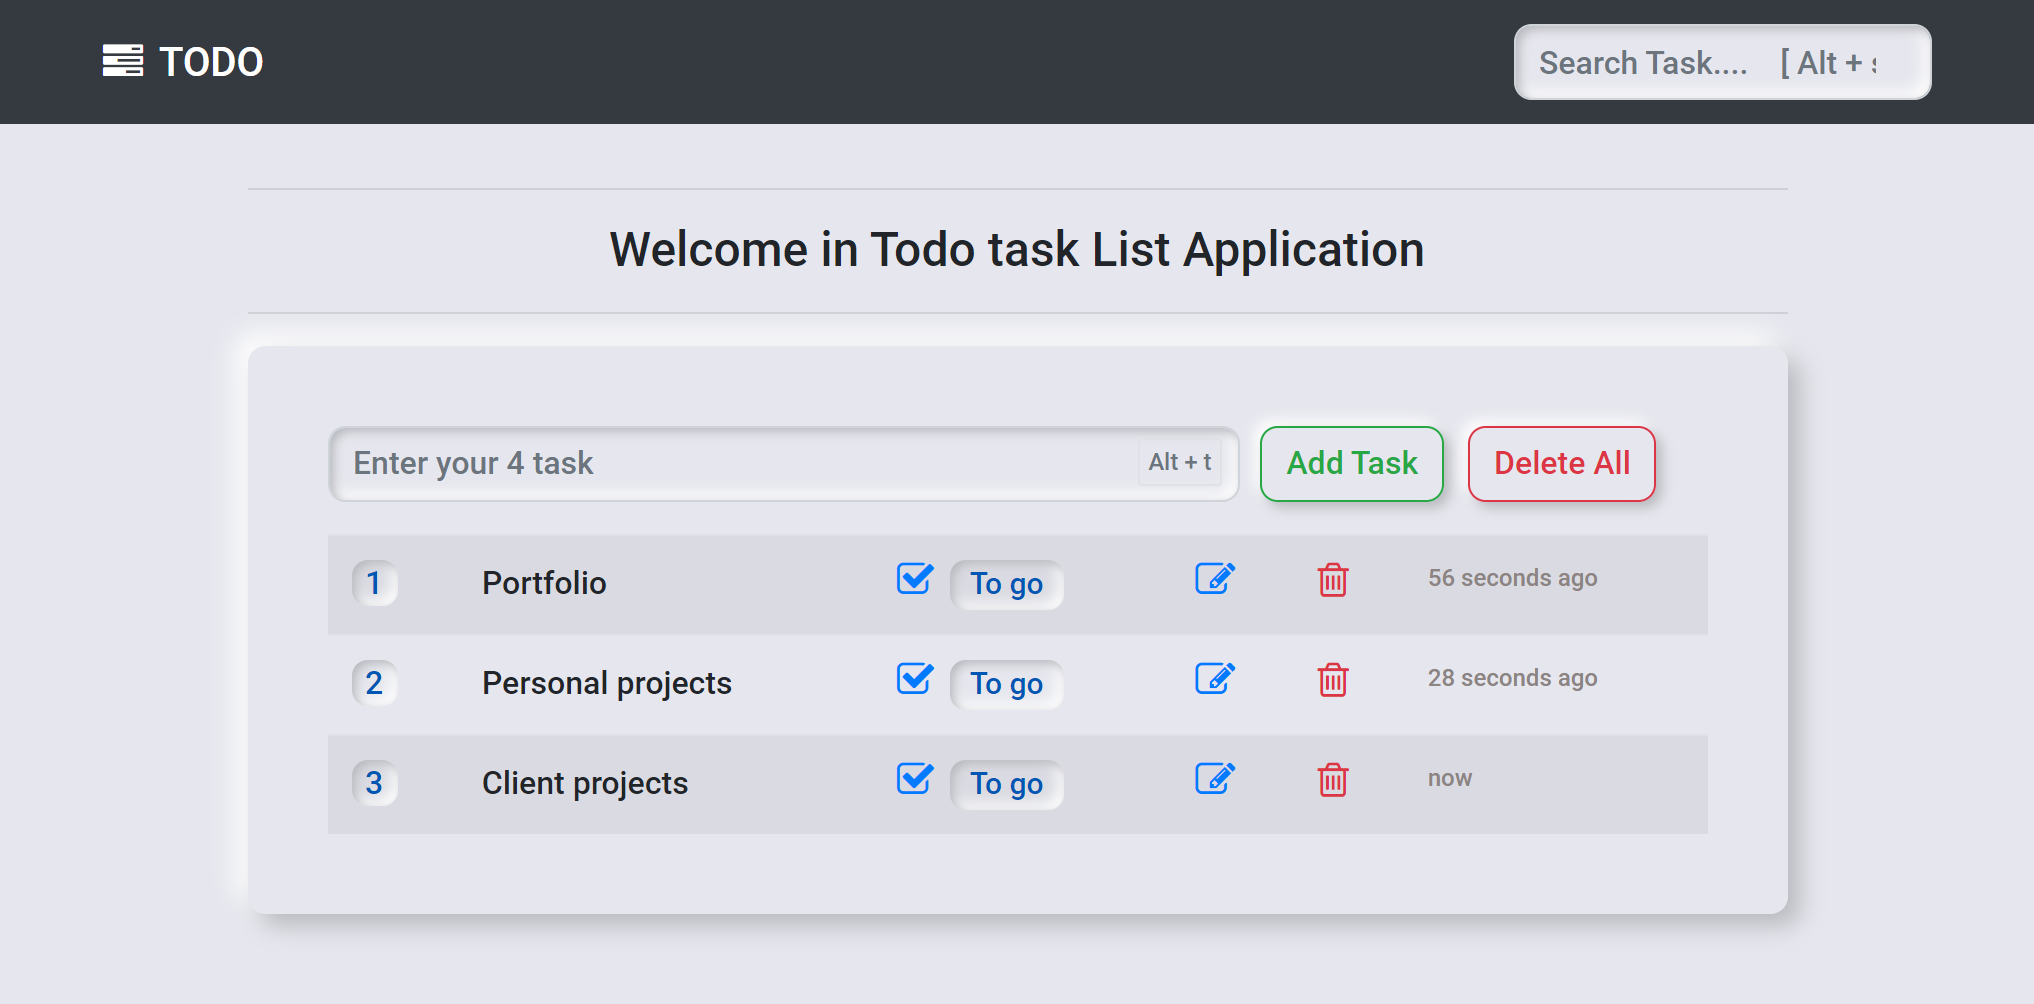 TODO
Search Task.... [ Alt +
Welcome in Todo task List Application
Enter your 4 task Alt + t Add Task Delete All
1 Portfolio To go 56 seconds ago
2 Personal projects To go 28 seconds ago
3 Client projects To go now